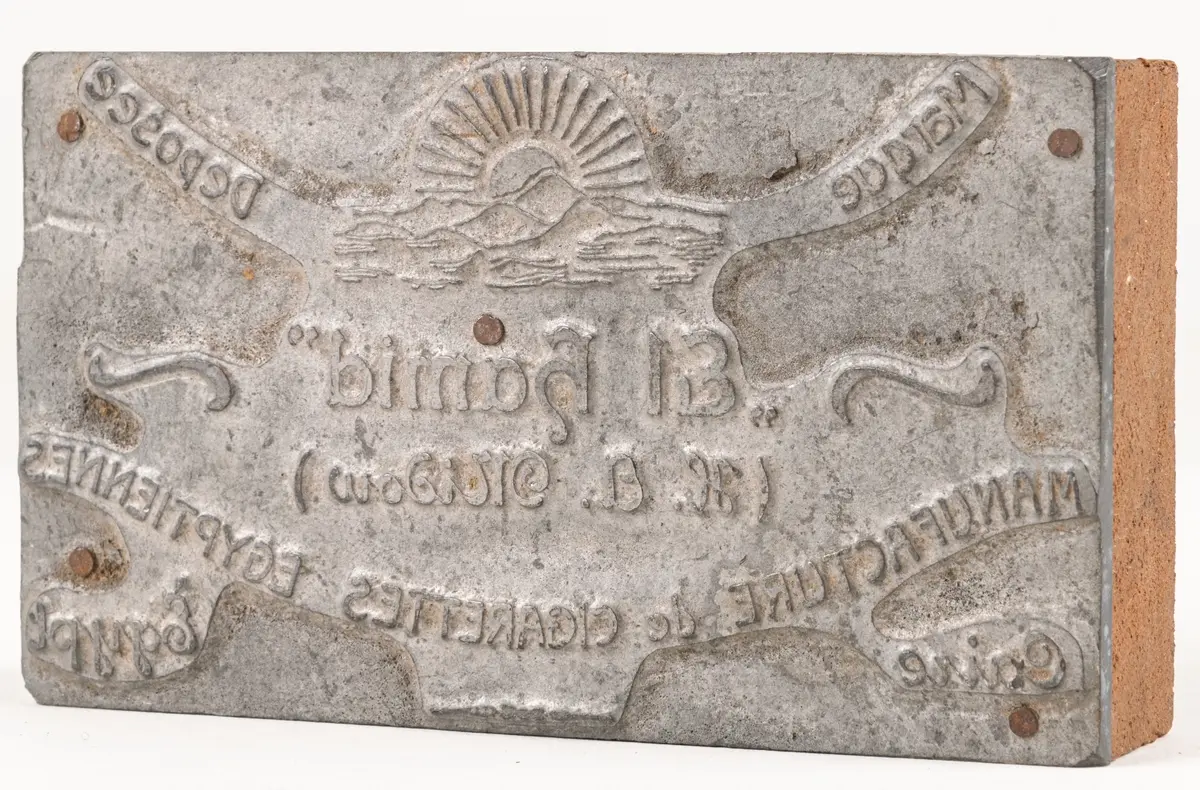 Marque Deposée
„El Hamid”
(H. A.
MANUFACTURE de CIGARETTES EGYPTIENNES
Caire Egypte